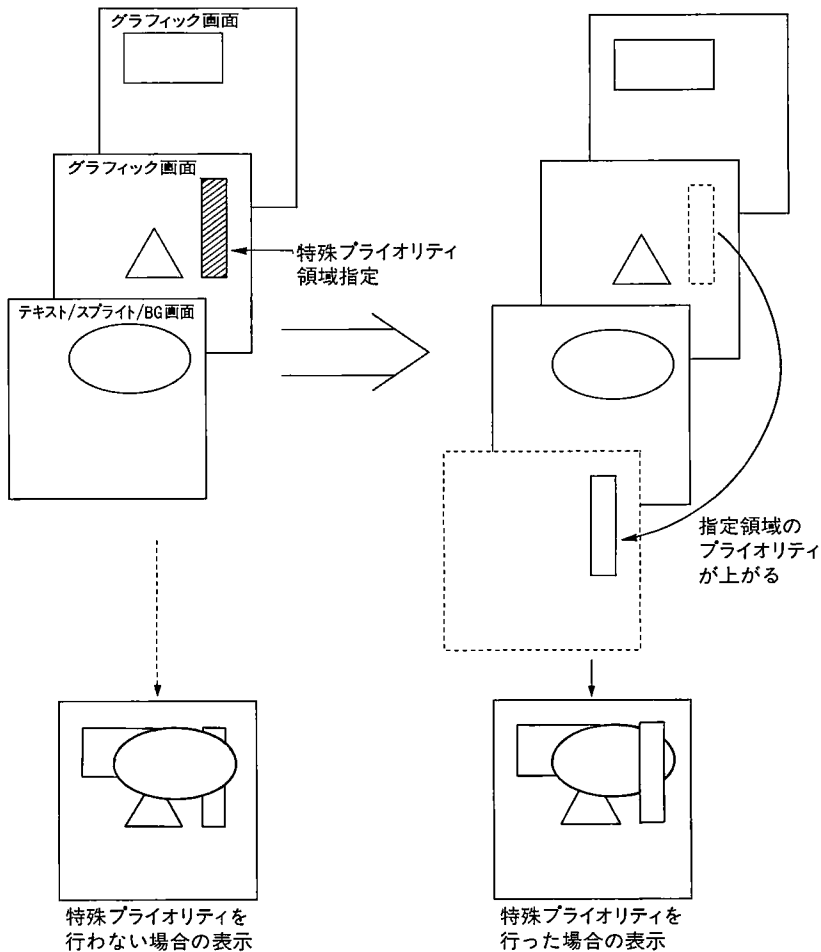 グラフィック画面
グラフィック画面
特殊プライオリティ
領域指定
テキスト/スプライト/BG画面
指定領域の
プライオリティ
が上がる
特殊プライオリティを
行わない場合の表示
特殊プライオリティを
行った場合の表示